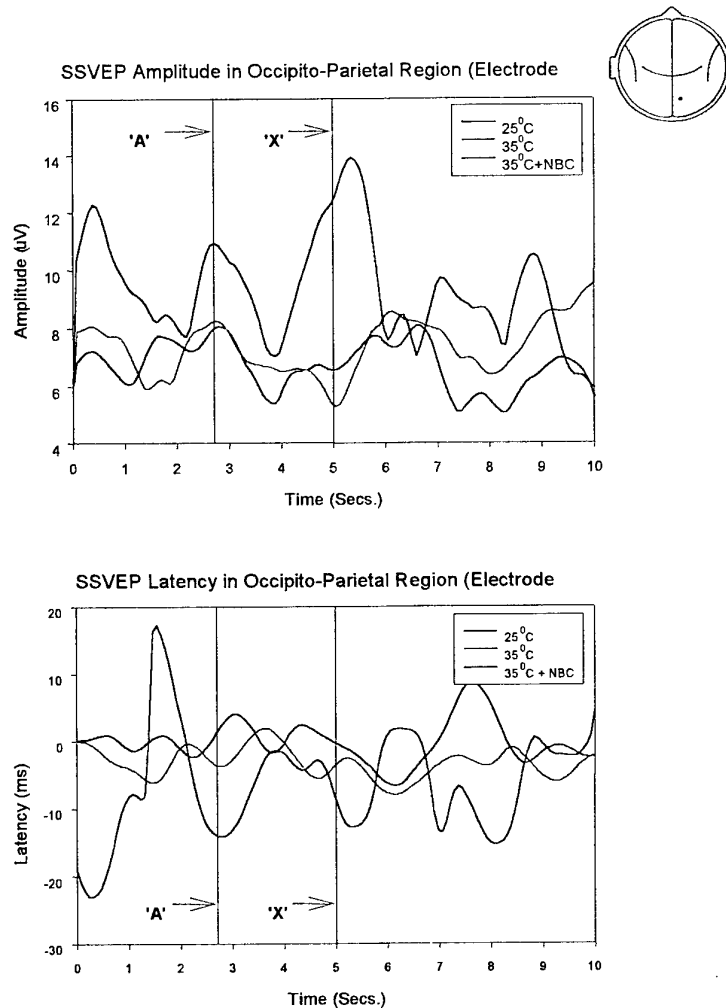 SSVEP Amplitude in Occipito-Parietal Region (Electrode
16
14
12
10
8
6
4
Amplitude (uV)
'A'
'X'
25⁰C
35⁰C
35⁰C+NBC
0 1 2 3 4 5 6 7 8 9 10
Time (Secs.)
SSVEP Latency in Occipito-Parietal Region (Electrode
20
10
0
-10
-20
-30
Latency (ms)
25⁰C
35⁰C
35⁰C + NBC
'A'
'X'
0 1 2 3 4 5 6 7 8 9 10
Time (Secs.)